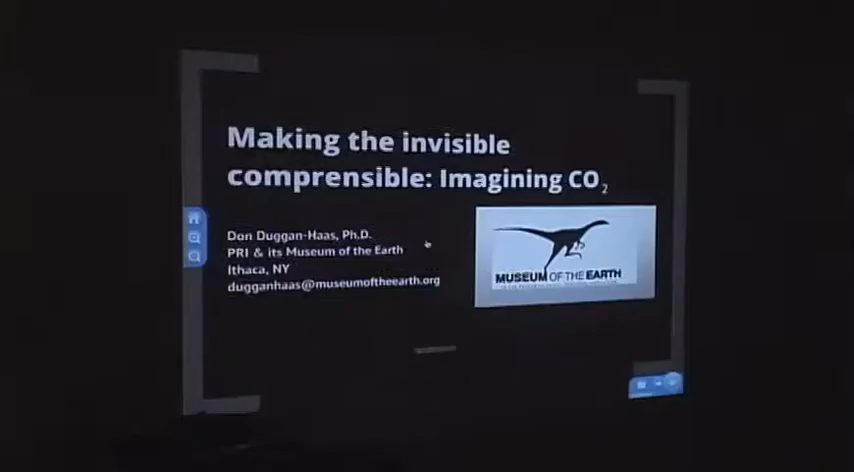 Making the invisible
comprensible: Imagining CO₂
Don Duggan-Haas, Ph.D.
PRI & its Museum of the Earth
Ithaca, NY
dugganhaas@museumoftheearth.org
MUSEUM OF THE EARTH